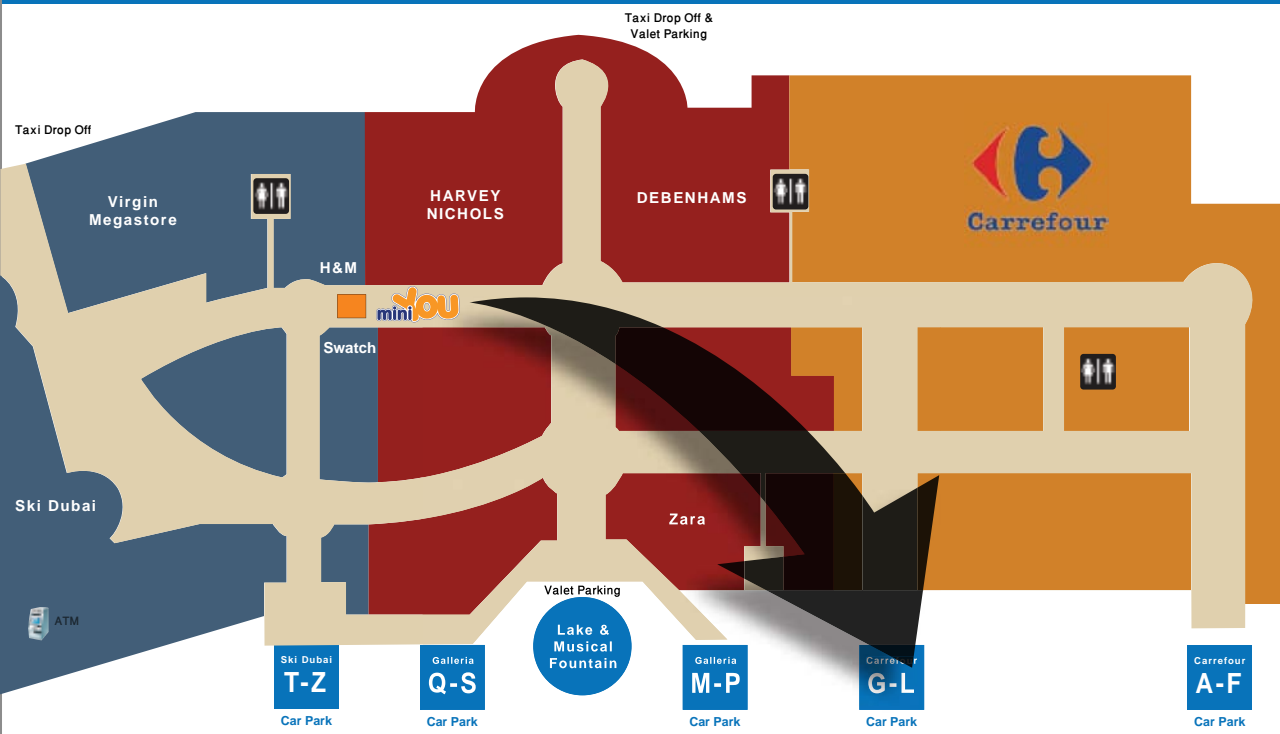 Taxi Drop Off &
Valet Parking
Taxi Drop Off
Virgin
Megastore
HARVEY
NICHOLS
DEBENHAMS
Carrefour
H&M
mini YOU
Swatch
Ski Dubai
Zara
Valet Parking
Lake &
Musical
Fountain
ATM
Ski Dubai
T-Z
Car Park
Galleria
Q-S
Car Park
Galleria
M-P
Car Park
Carrefour
G-L
Car Park
Carrefour
A-F
Car Park